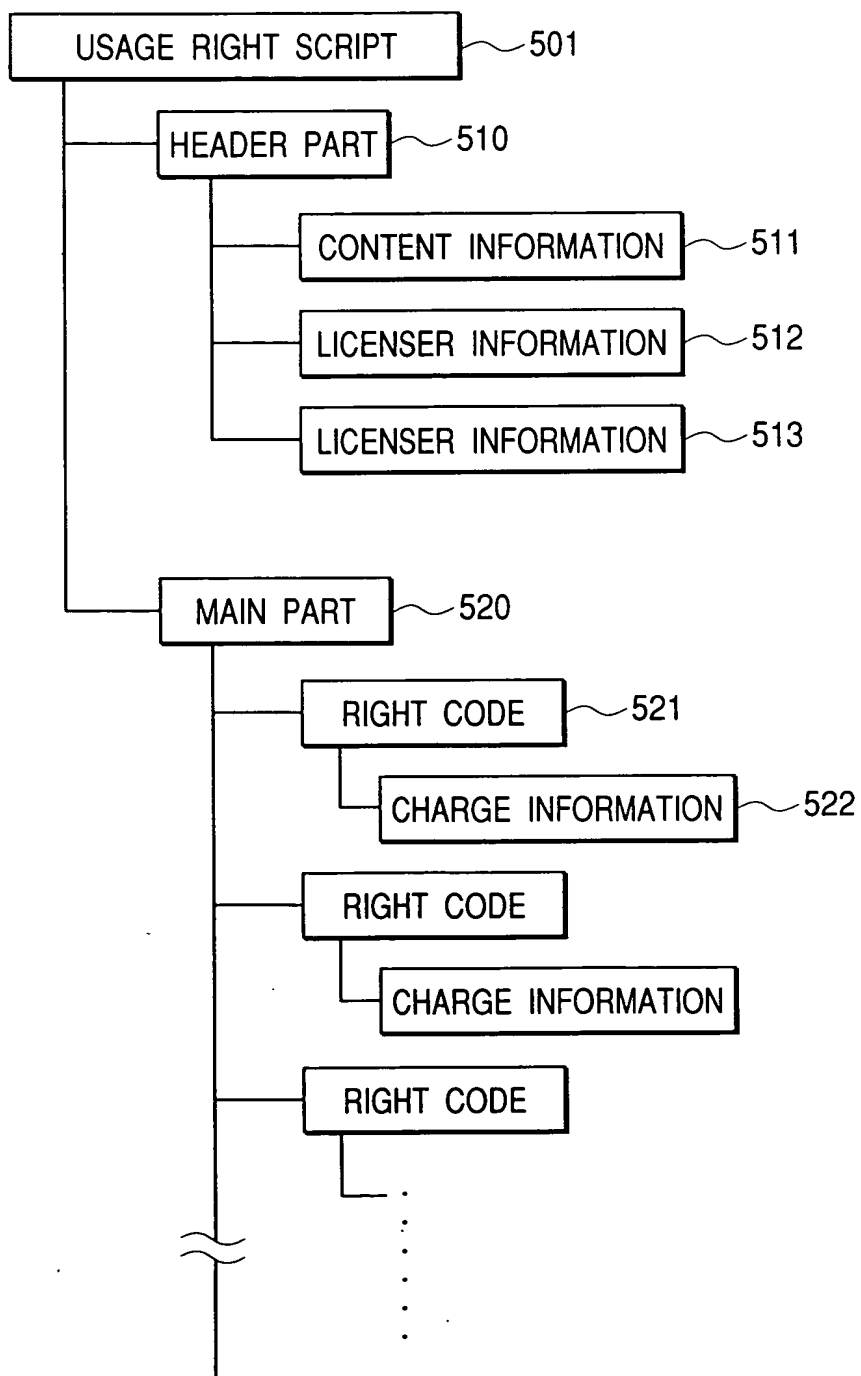 USAGE RIGHT SCRIPT 501
HEADER PART 510
CONTENT INFORMATION 511
LICENSER INFORMATION 512
LICENSER INFORMATION 513
MAIN PART 520
RIGHT CODE 521
CHARGE INFORMATION 522
RIGHT CODE
CHARGE INFORMATION
RIGHT CODE